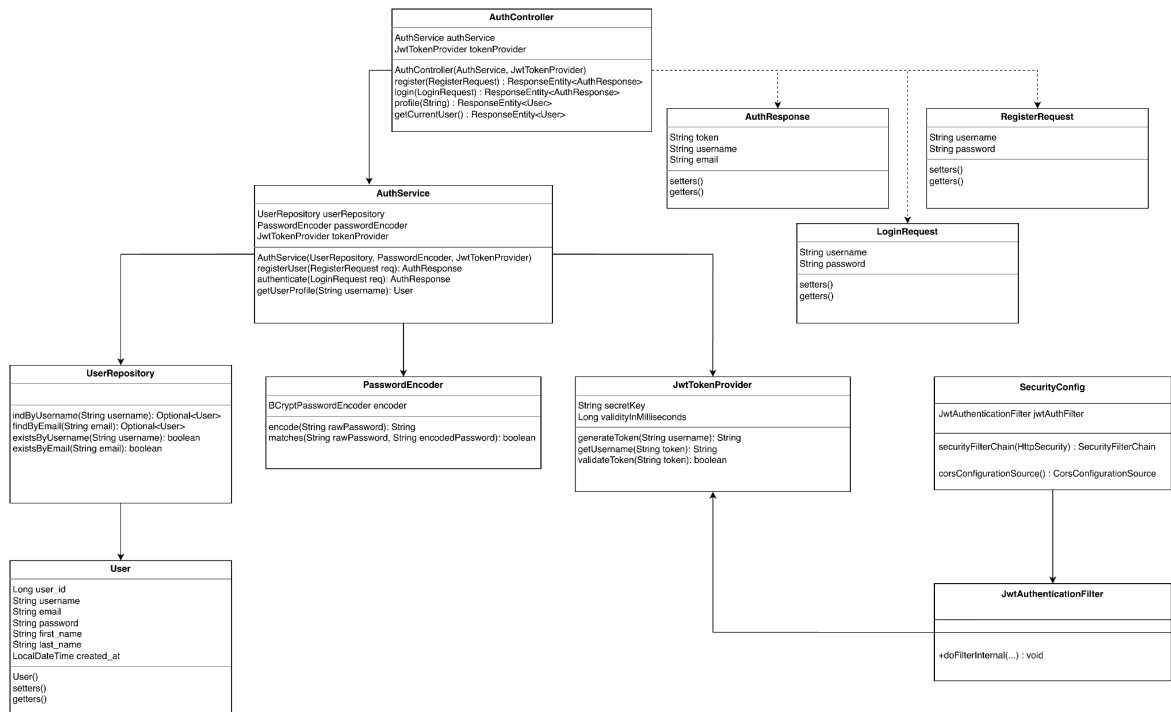 AuthController
AuthService authService
JwtTokenProvider tokenProvider
AuthController(AuthService, JwtTokenProvider)
register(RegisterRequest) : ResponseEntity<AuthResponse>
login(LoginRequest) : ResponseEntity<AuthResponse>
profile(String) : ResponseEntity<User>
getCurrentUser() : ResponseEntity<User>
AuthResponse
String token
String username
String email
setters()
getters()
RegisterRequest
String username
String password
setters()
getters()
AuthService
UserRepository userRepository
PasswordEncoder passwordEncoder
JwtTokenProvider tokenProvider
AuthService(UserRepository, PasswordEncoder, JwtTokenProvider)
registerUser(RegisterRequest req): AuthResponse
authenticate(LoginRequest req): AuthResponse
getUserProfile(String username): User
LoginRequest
String username
String password
setters()
getters()
UserRepository
indByUsername(String username): Optional<User>
findByEmail(String email): Optional<User>
existsByUsername(String username): boolean
existsByEmail(String email): boolean
PasswordEncoder
BCryptPasswordEncoder encoder
encode(String rawPassword): String
matches(String rawPassword, String encodedPassword): boolean
JwtTokenProvider
String secretKey
Long validityInMilliseconds
generateToken(String username): String
getUsername(String token): String
validateToken(String token): boolean
SecurityConfig
JwtAuthenticationFilter jwtAuthFilter
securityFilterChain(HttpSecurity) : SecurityFilterChain
corsConfigurationSource() : CorsConfigurationSource
User
Long user_id
String username
String email
String password
String first_name
String last_name
LocalDateTime created_at
User()
setters()
getters()
JwtAuthenticationFilter
+doFilterInternal(...) : void